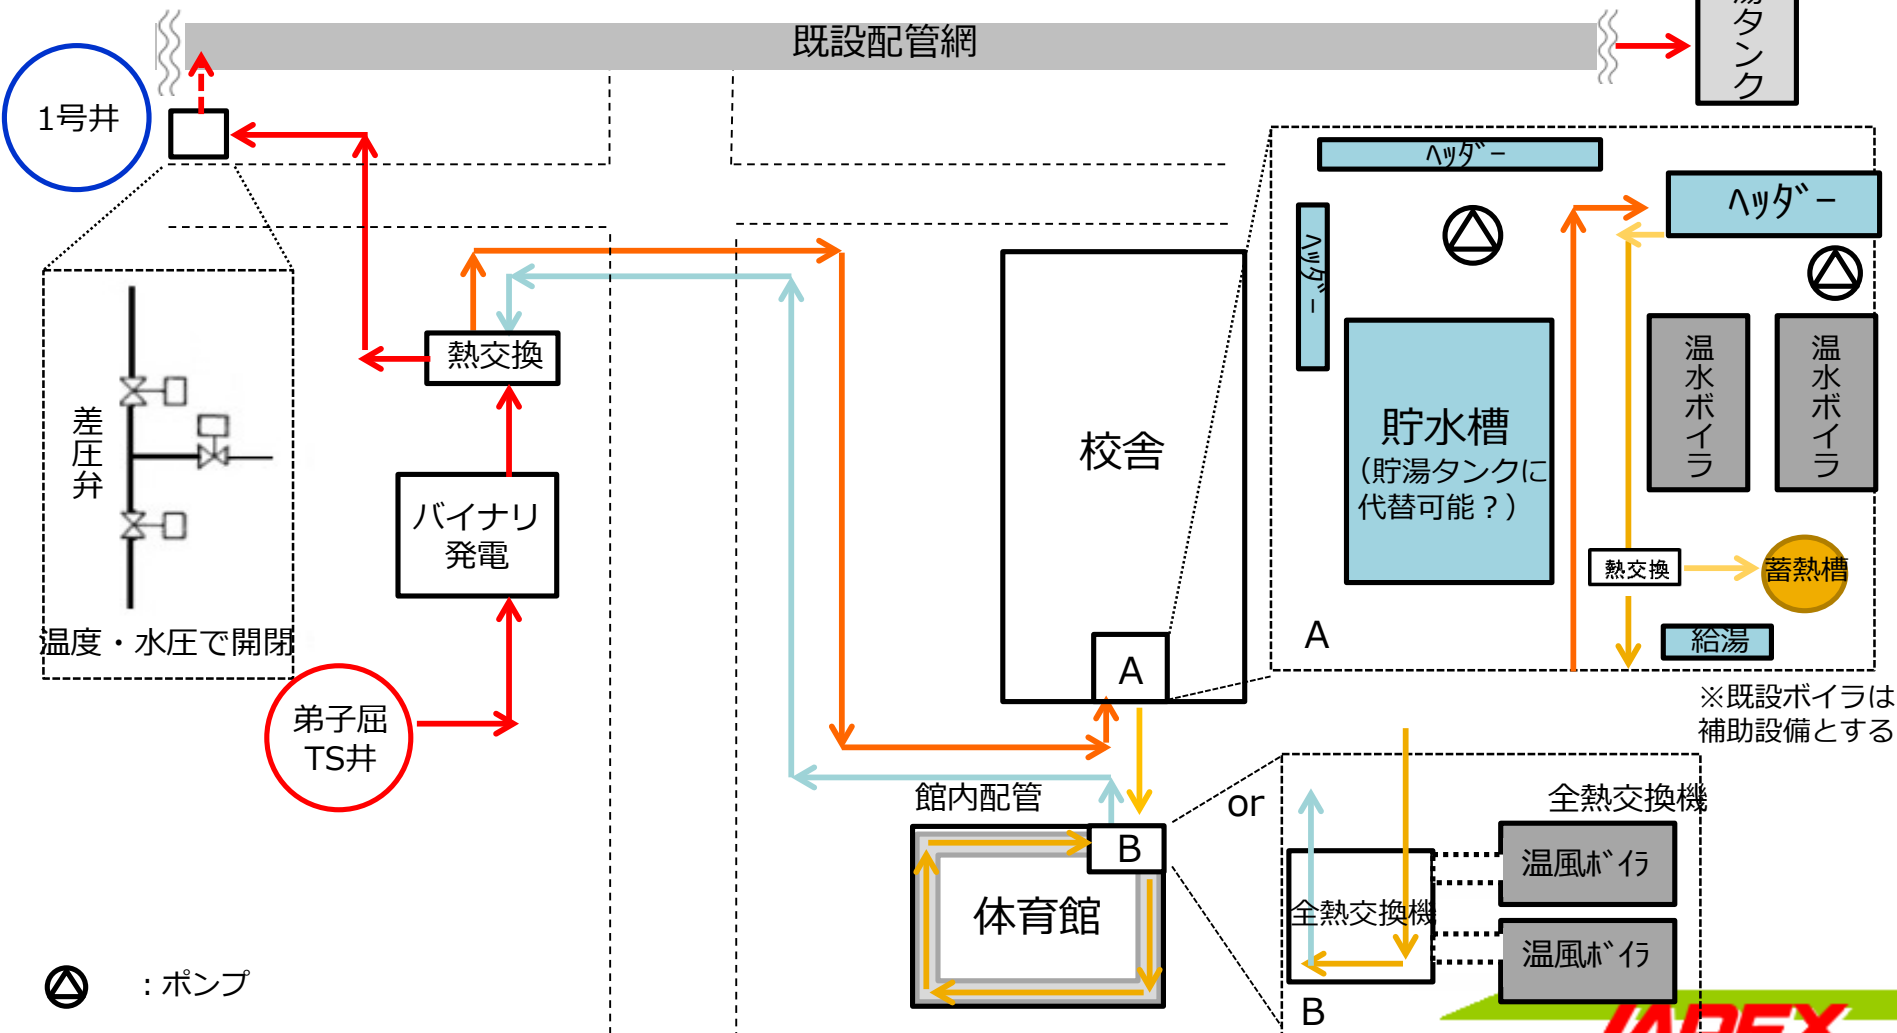 既設配管網
湯タンク
1号井
ヘッダー
ヘッダー
ヘッダー
熱交換
差圧弁
温度・水圧で開閉
バイナリ
発電
弟子屈
TS井
校舎
A
貯水槽
(貯湯タンクに
代替可能?)
温水ボイラ
温水ボイラ
熱交換
蓄熱槽
給湯
A
※既設ボイラは
補助設備とする
館内配管
or
B
体育館
全熱交換機
温風ボイラ
全熱交換機
温風ボイラ
B
:ポンプ
JAPEX